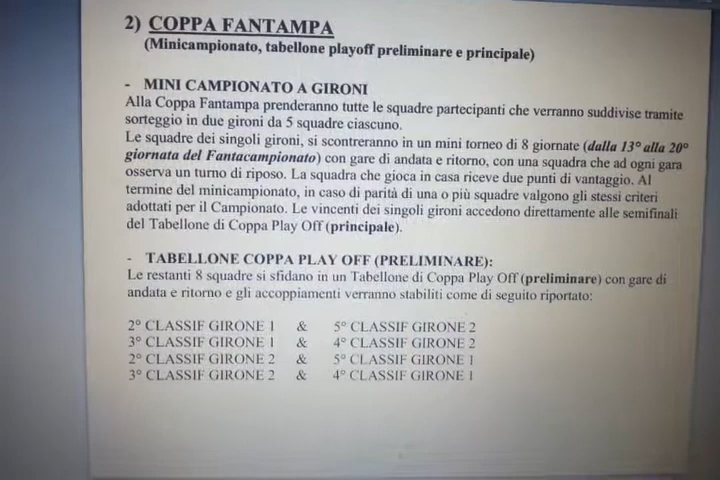 2) COPPA FANTAMPA
(Minicampionato, tabellone playoff preliminare e principale)
- MINI CAMPIONATO A GIRONI
Alla Coppa Fantampa prenderanno tutte le squadre partecipanti che verranno suddivise tramite
sorteggio in due gironi da 5 squadre ciascuno.
Le squadre dei singoli gironi, si scontreranno in un mini torneo di 8 giornate (dalla 13° alla 20°
giornata del Fantacampionato) con gare di andata e ritorno, con una squadra che ad ogni gara
osserva un turno di riposo. La squadra che gioca in casa riceve due punti di vantaggio. Al
termine del minicampionato, in caso di parità di una o più squadre valgono gli stessi criteri
adottati per il Campionato. Le vincenti dei singoli gironi accedono direttamente alle semifinali
del Tabellone di Coppa Play Off (principale).
- TABELLONE COPPA PLAY OFF (PRELIMINARE):
Le restanti 8 squadre si sfidano in un Tabellone di Coppa Play Off (preliminare) con gare di
andata e ritorno e gli accoppiamenti verranno stabiliti come di seguito riportato:
2° CLASSIF GIRONE 1 & 5° CLASSIF GIRONE 2
3° CLASSIF GIRONE 1 & 4° CLASSIF GIRONE 2
2° CLASSIF GIRONE 2 & 5° CLASSIF GIRONE 1
3° CLASSIF GIRONE 2 & 4° CLASSIF GIRONE 1